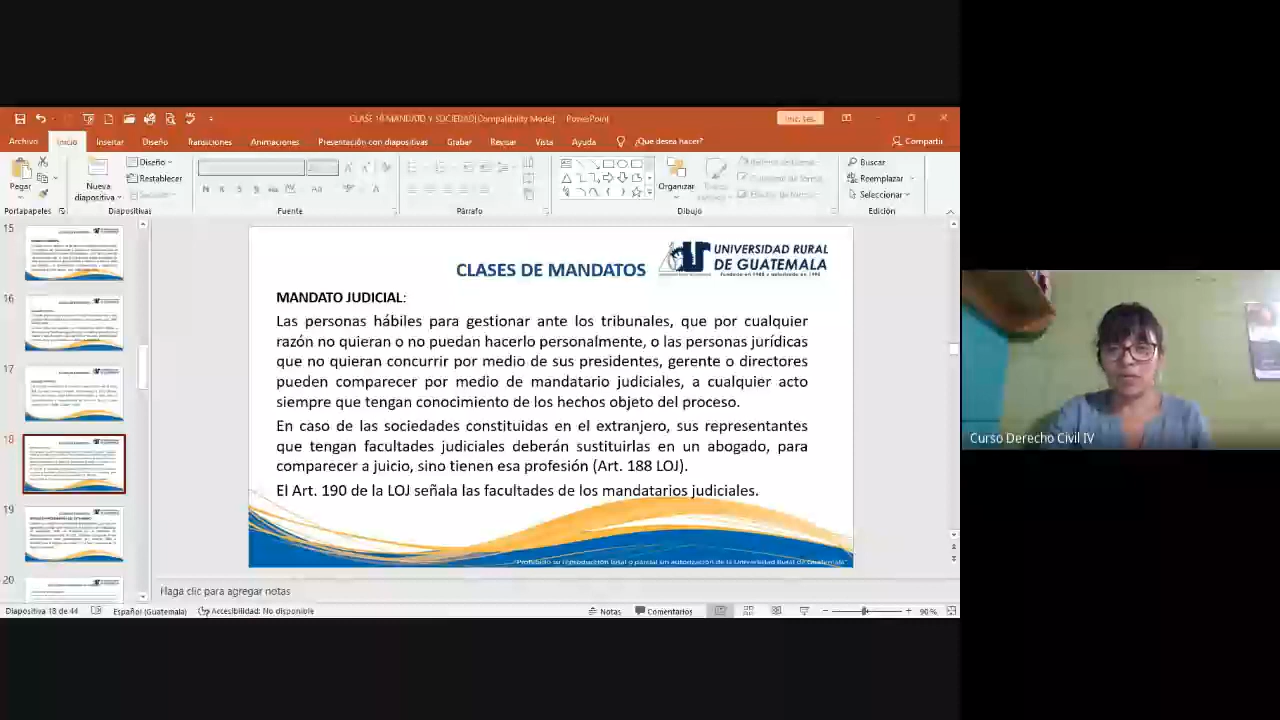 CLASE 10 MANDATO Y SOCIEDAD [Compatibility Mode] - PowerPoint
Inic. ses.
Archivo Inicio Insertar Diseño Transiciones Animaciones Presentación con diapositivas Grabar Revisar Vista Ayuda ¿Qué desea hacer? Compartir
Pegar
Nueva
diapositiva
Diseño
Restablecer
Organizar
Buscar
Reemplazar
Seleccionar
Portapapeles Diapositivas Fuente Párrafo Dibujo Edición
15
16
17
18
19
20
UNIVERSIDAD RURAL
DE GUATEMALA
CLASES DE MANDATOS
MANDATO JUDICIAL:
Las personas hábiles para gestionar ante los tribunales, que por cualquier
razón no quieran o no puedan hacerlo personalmente, o las personas jurídicas
que no quieran concurrir por medio de sus presidentes, gerente o directores
pueden comparecer por medio de mandatario judiciales, a cualquier acto
siempre que tengan conocimiento de los hechos objeto del proceso.
En caso de las sociedades constituidas en el extranjero, sus representantes
que tengan facultades judiciales deberán sustituirlas en un abogado, para
comparecer a juicio, sino tienen esa profesión (Art. 188 LOJ).
El Art. 190 de la LOJ señala las facultades de los mandatarios judiciales.
"Prohibido su reproducción total o parcial sin autorización de la Universidad Rural de Guatemala"
Haga clic para agregar notas
Diapositiva 18 de 44 Español (Guatemala) Accesibilidad: No disponible Notas Comentarios 90%
Curso Derecho Civil IV